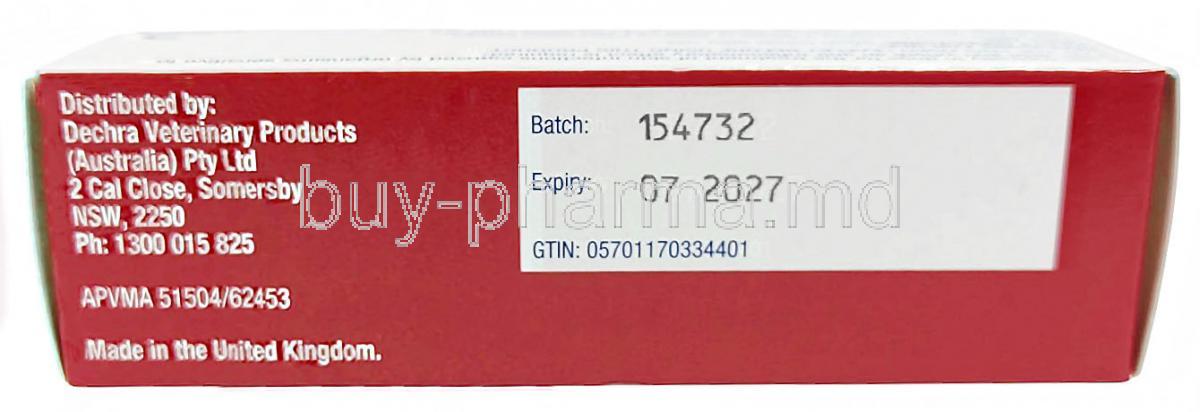 Distributed by:
Dechra Veterinary Products
(Australia) Pty Ltd
2 Cal Close, Somersby
NSW, 2250
Ph: 1300 015 825
APVMA 51504/62453
Made in the United Kingdom.
Batch: 154732
Expiry: 07 2027
GTIN: 05701170334401
buy-pharma.md